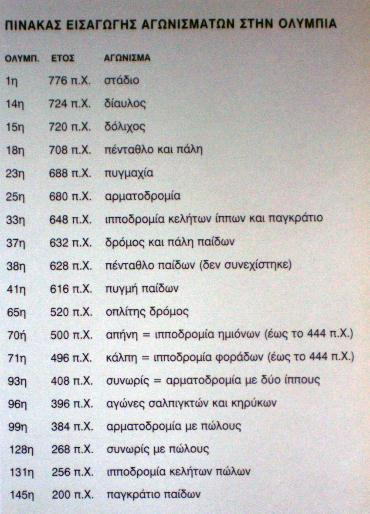 ΠΙΝΑΚΑΣ ΕΙΣΑΓΩΓΗΣ ΑΓΩΝΙΣΜΑΤΩΝ ΣΤΗΝ ΟΛΥΜΠΙΑ
ΟΛΥΜΠ. ΕΤΟΣ ΑΓΩΝΙΣΜΑ
1η 776 π.Χ. στάδιο
14η 724 π.Χ. δίαυλος
15η 720 π.Χ. δόλιχος
18η 708 π.Χ. πένταθλο και πάλη
23η 688 π.Χ. πυγμαχία
25η 680 π.Χ. αρματοδρομία
33η 648 π.Χ. ιπποδρομία κελήτων ίππων και παγκράτιο
37η 632 π.Χ. δρόμος και πάλη παίδων
38η 628 π.Χ. πένταθλο παίδων (δεν συνεχίστηκε)
41η 616 π.Χ. πυγμή παίδων
65η 520 π.Χ. οπλίτης δρόμος
70ή 500 π.Χ. απήνη = ιπποδρομία ημιόνων (έως το 444 π.Χ.)
71η 496 π.Χ. κάλπη = ιπποδρομία φοράδων (έως το 444 π.Χ.)
93η 408 π.Χ. συνωρίς = αρματοδρομία με δύο ίππους
96η 396 π.Χ. αγώνες σαλπιγκτών και κηρύκων
99η 384 π.Χ. αρματοδρομία με πώλους
128η 268 π.Χ. συνωρίς με πώλους
131η 256 π.Χ. ιπποδρομία κελήτων πώλων
145η 200 π.Χ. παγκράτιο παίδων